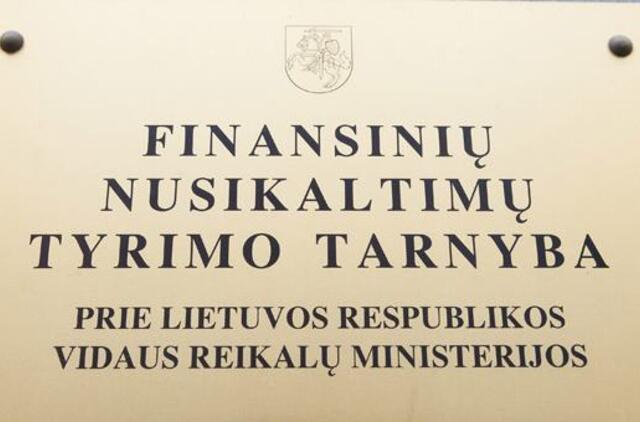 FINANSINIŲ
NUSIKALTIMŲ
TYRIMO TARNYBA
PRIE LIETUVOS RESPUBLIKOS
VIDAUS REIKALŲ MINISTERIJOS